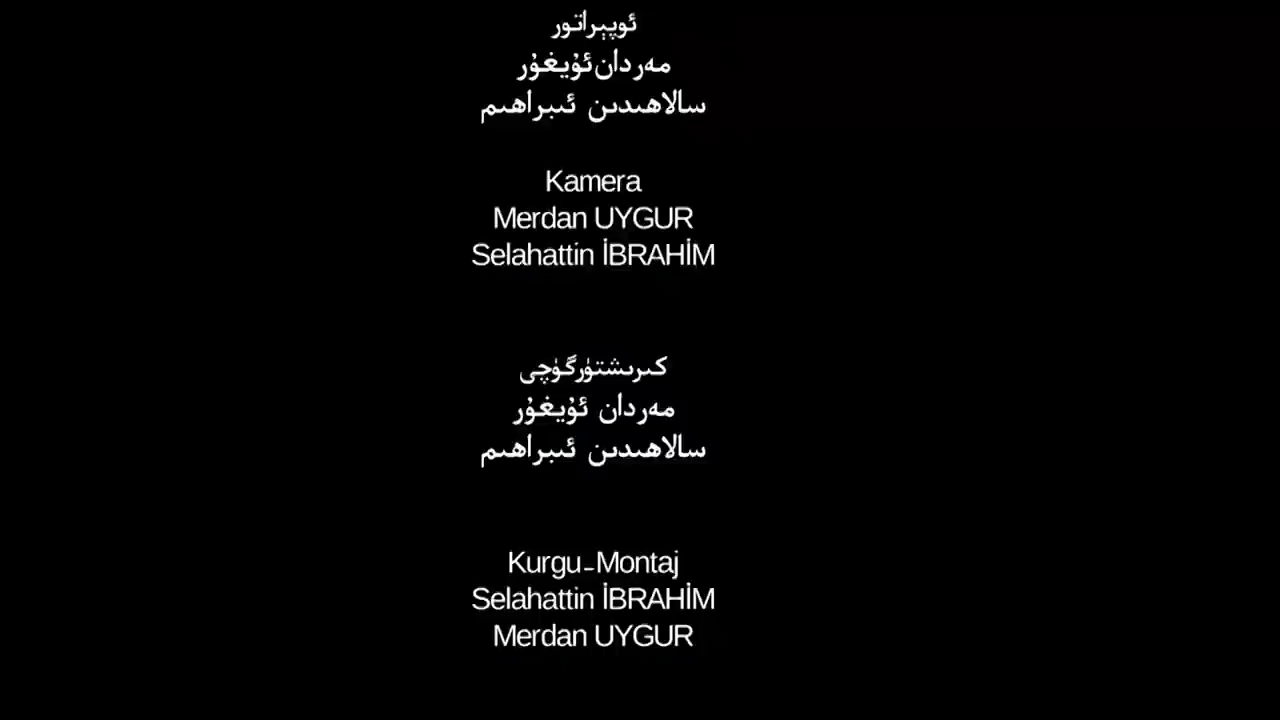 ئوپېراتور
مەردان ئۇيغۇر
سالاھىدىن ئىبراھىم
Kamera
Merdan UYGUR
Selahattin İBRAHİM
كىرىشتۈرگۈچى
مەردان ئۇيغۇر
سالاھىدىن ئىبراھىم
Kurgu-Montaj
Selahattin İBRAHİM
Merdan UYGUR